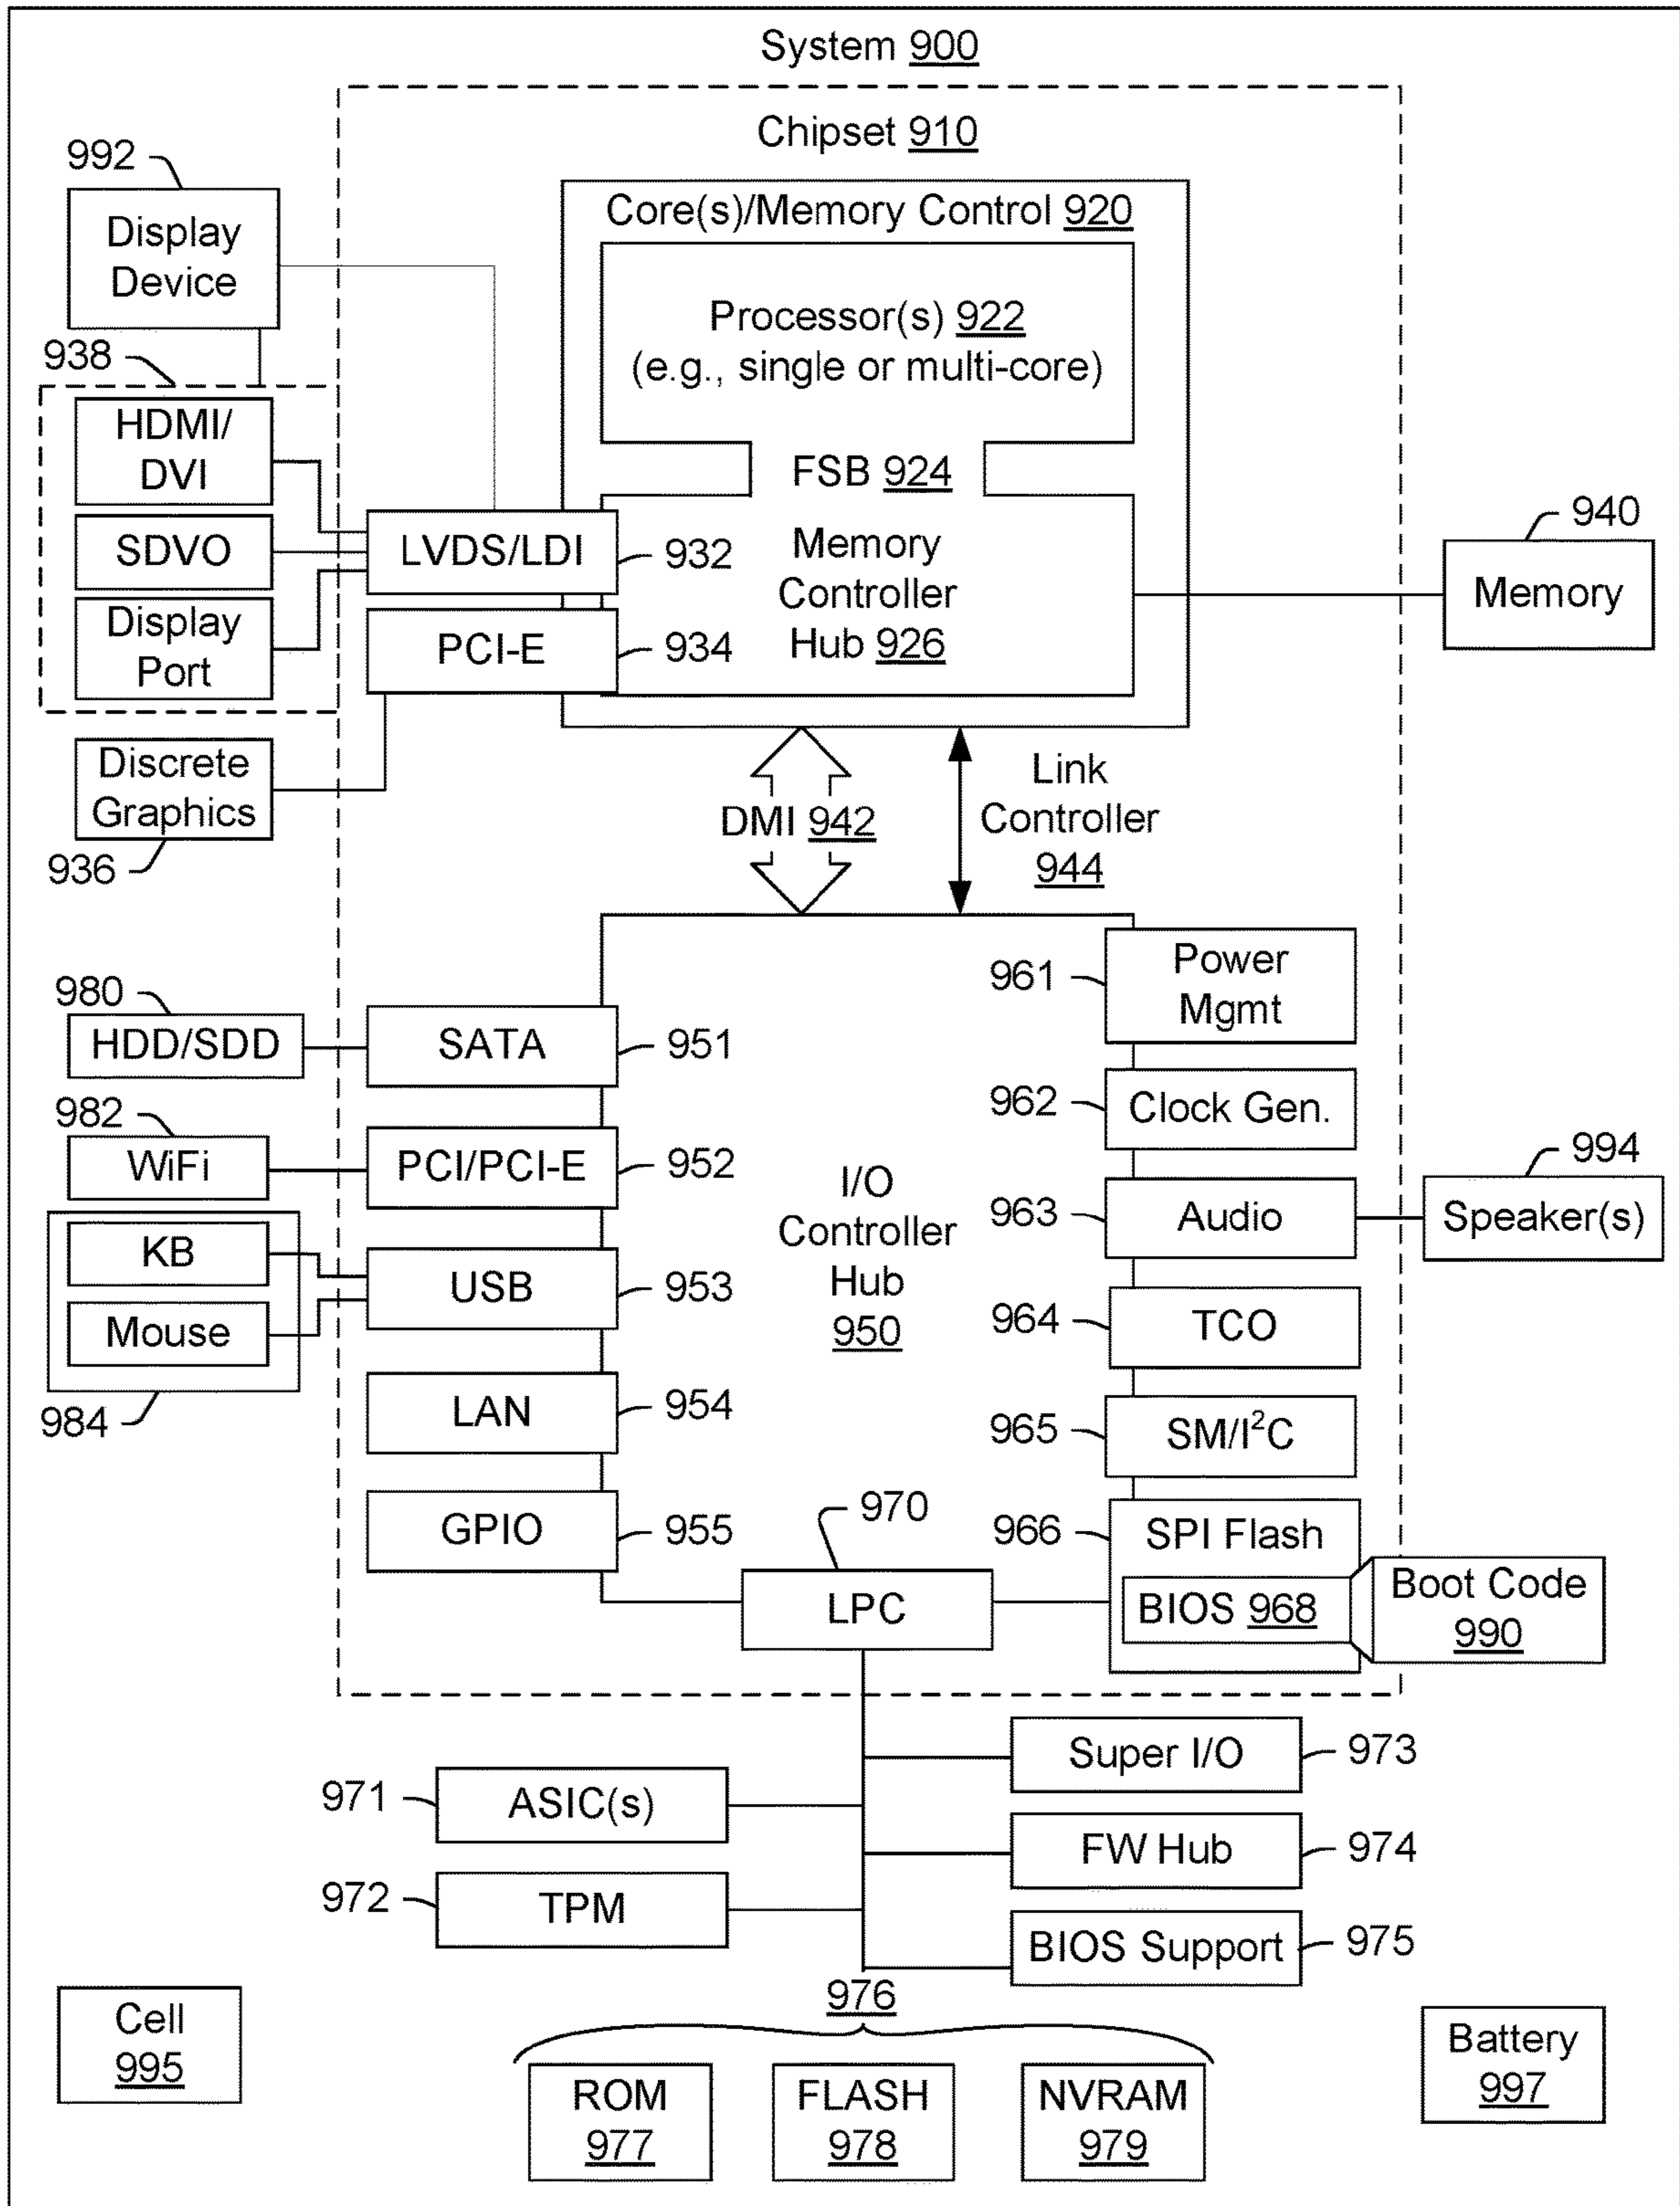 System 900
Chipset 910
992
Display
Device
Core(s)/Memory Control 920
Processor(s) 922
(e.g., single or multi-core)
938
HDMI/
DVI
SDVO
Display
Port
FSB 924
LVDS/LDI
932
PCI-E
934
Memory
Controller
Hub 926
940
Memory
Discrete
Graphics
936
DMI 942
Link
Controller
944
980
HDD/SDD
SATA
951
982
WiFi
PCI/PCI-E
952
KB
Mouse
984
USB
953
LAN
954
GPIO
955
I/O
Controller
Hub
950
961
Power
Mgmt
962
Clock Gen.
963
Audio
994
Speaker(s)
964
TCO
965
SM/I²C
966
SPI Flash
BIOS 968
Boot Code
990
970
LPC
971
ASIC(s)
972
TPM
Super I/O
973
FW Hub
974
BIOS Support
975
976
Cell
995
ROM
977
FLASH
978
NVRAM
979
Battery
997